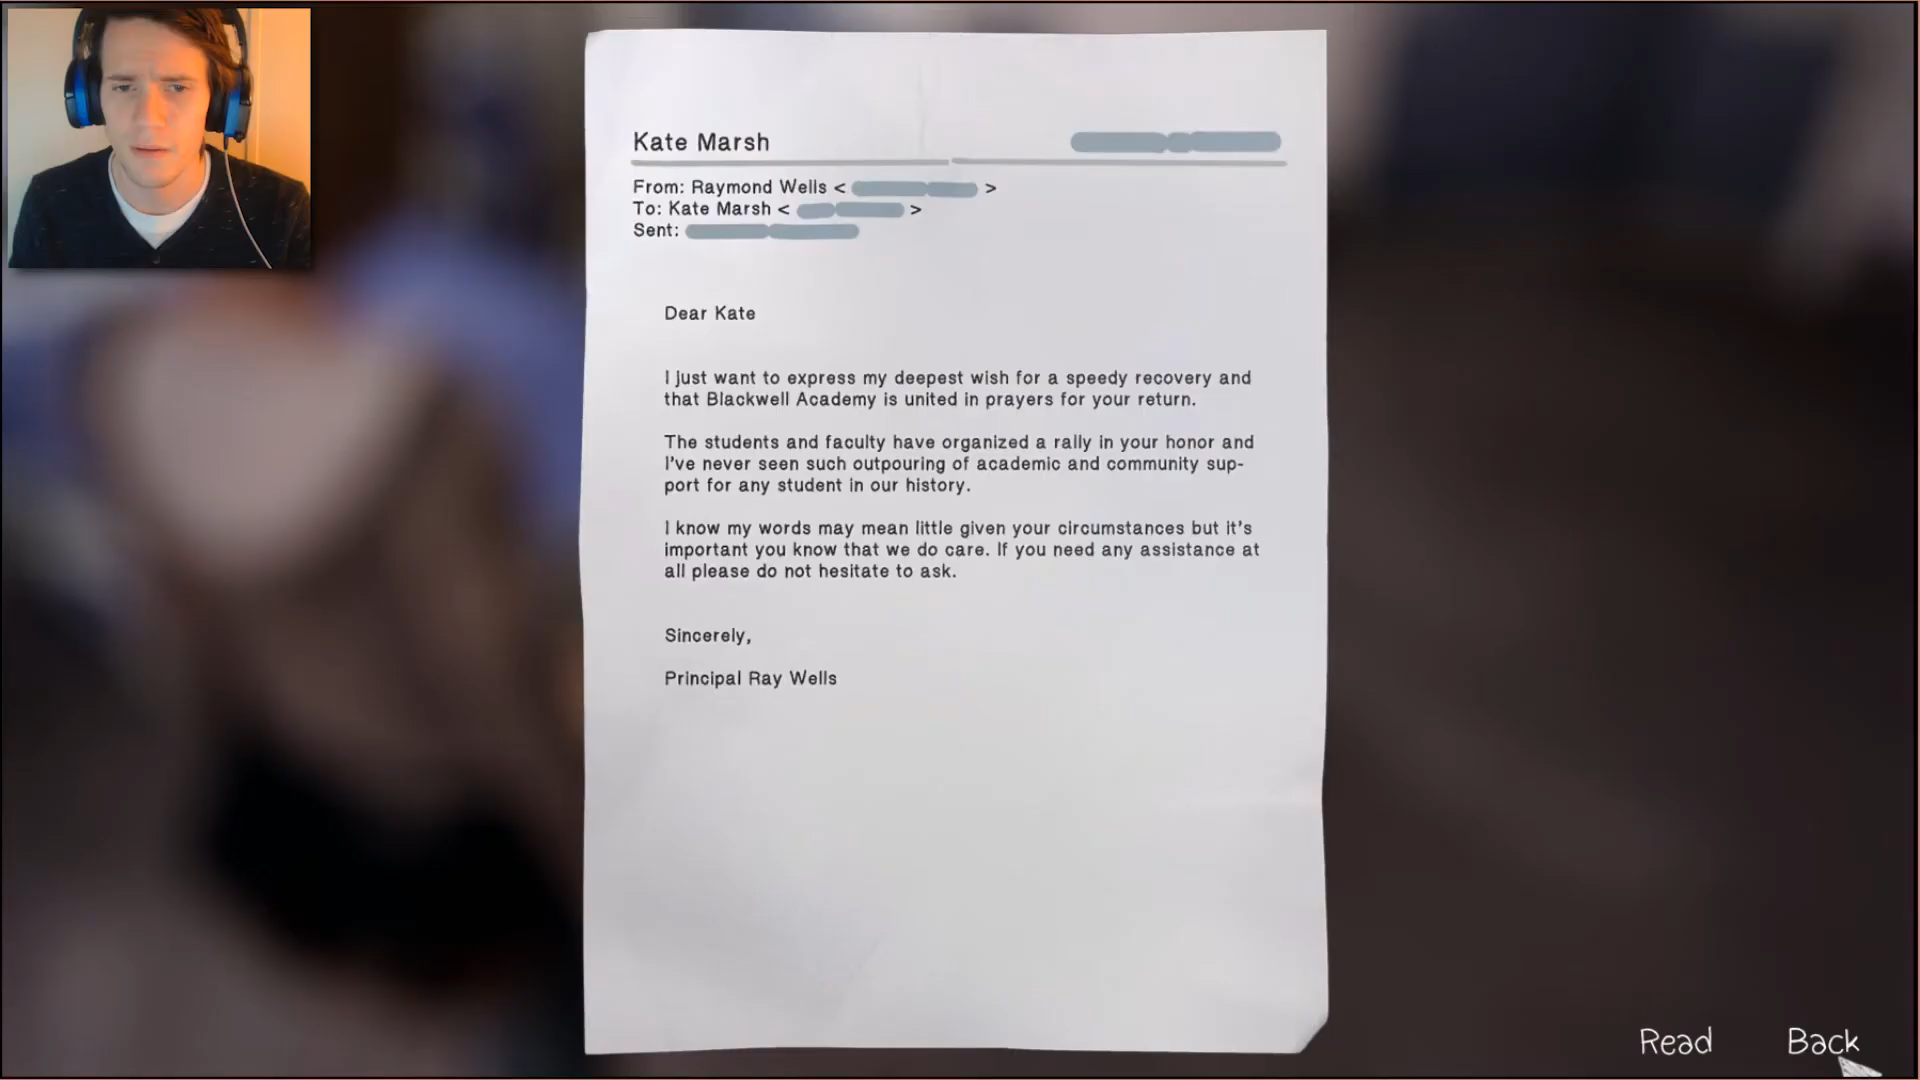 Kate Marsh
From: Raymond Wells < >
To: Kate Marsh < >
Sent:
Dear Kate
I just want to express my deepest wish for a speedy recovery and
that Blackwell Academy is united in prayers for your return.
The students and faculty have organized a rally in your honor and
I've never seen such outpouring of academic and community sup-
port for any student in our history.
I know my words may mean little given your circumstances but it's
important you know that we do care. If you need any assistance at
all please do not hesitate to ask.
Sincerely,
Principal Ray Wells
Read Back